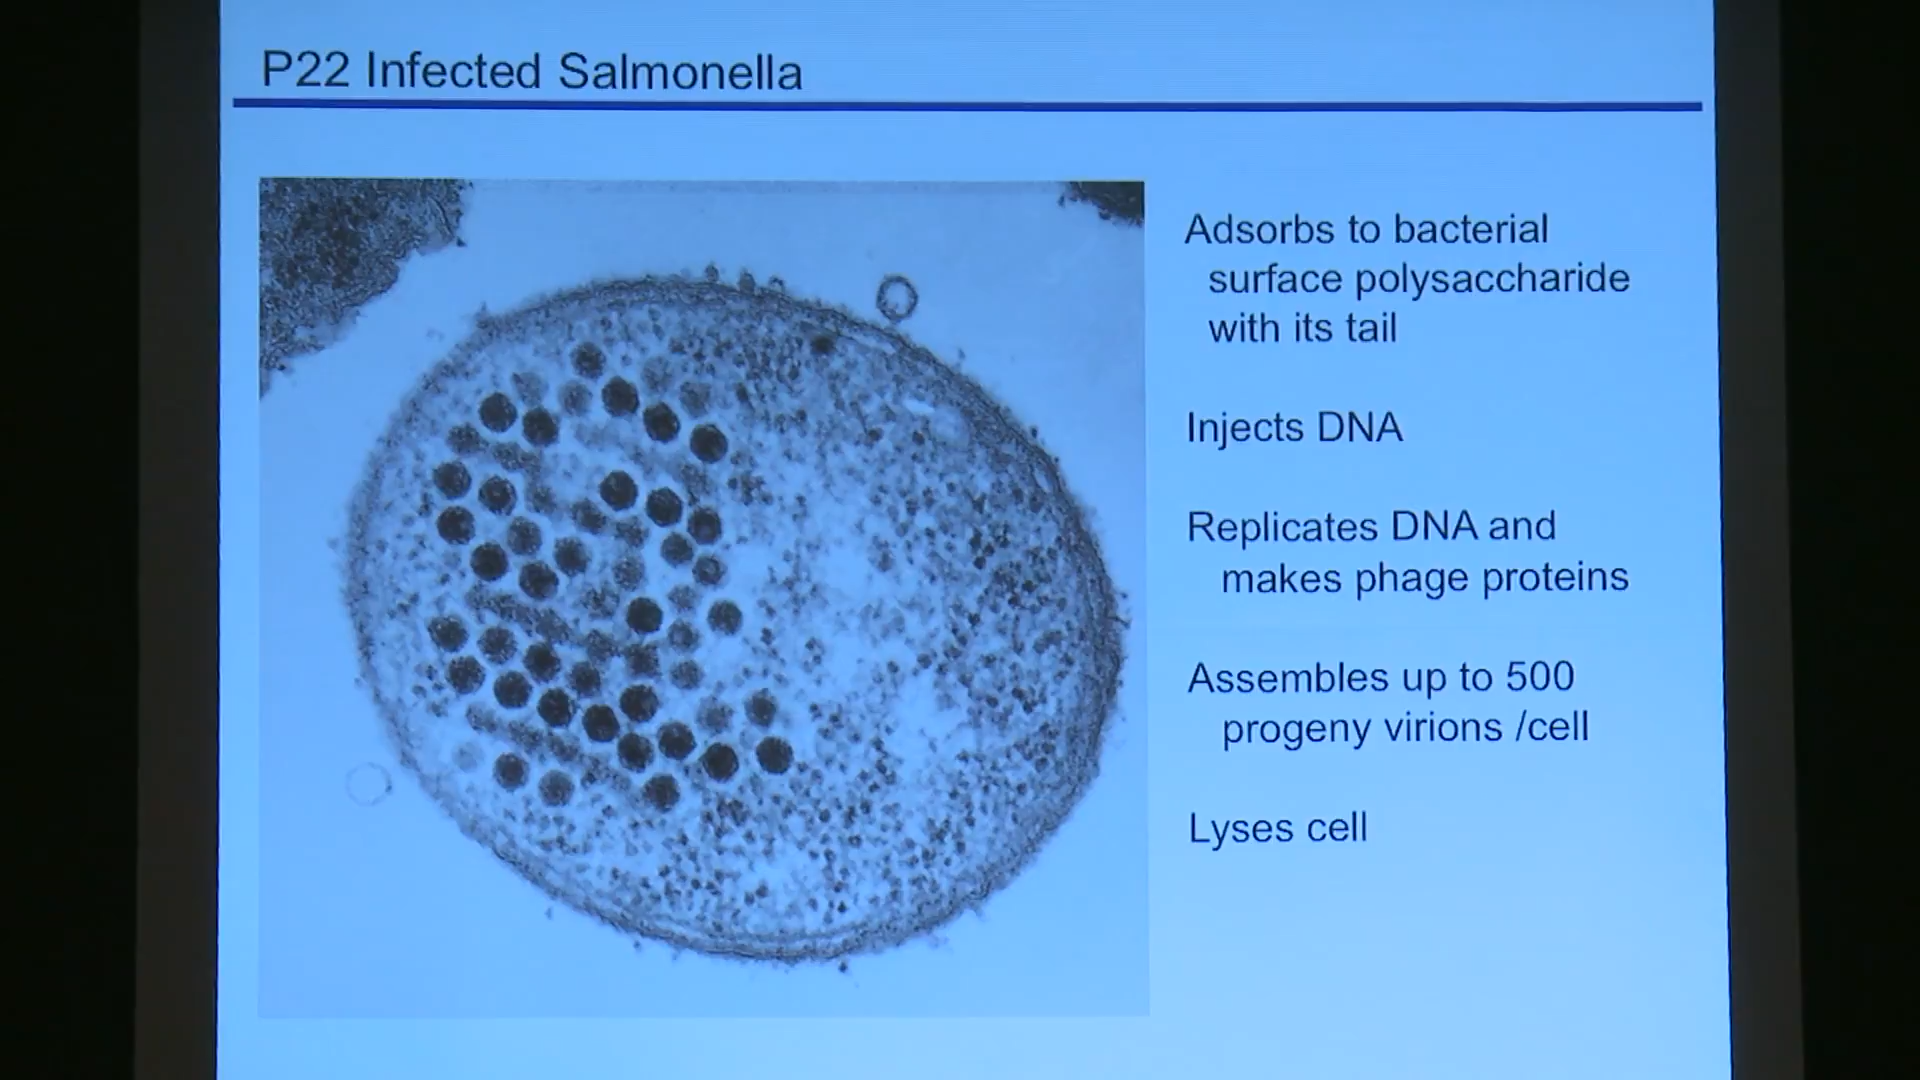 P22 Infected Salmonella
Adsorbs to bacterial
surface polysaccharide
with its tail
Injects DNA
Replicates DNA and
makes phage proteins
Assembles up to 500
progeny virions /cell
Lyses cell